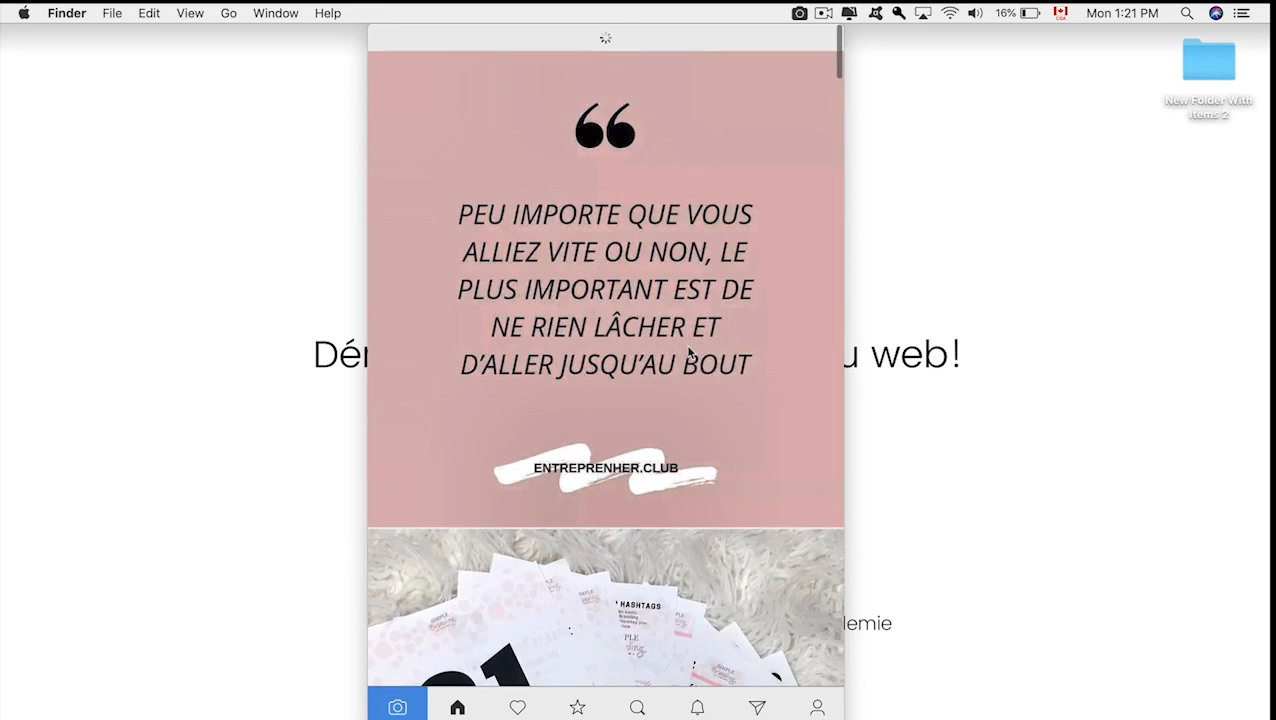 Finder File Edit View Go Window Help 16% Mon 1:21 PM
New Folder With
Items 2
PEU IMPORTE QUE VOUS
ALLIEZ VITE OU NON, LE
PLUS IMPORTANT EST DE
NE RIEN LÂCHER ET
D'ALLER JUSQU'AU BOUT
Dé
u web!
ENTREPRENHER.CLUB
HASHTAGS
demie